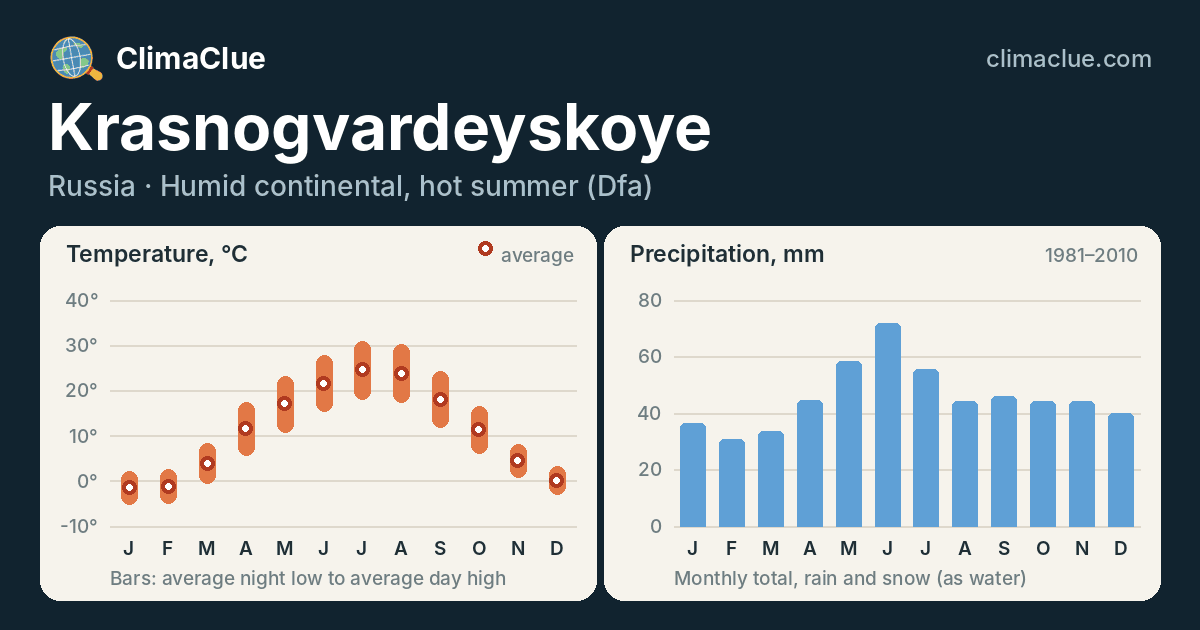 ClimaClue
climaclue.com
Krasnogvardeyskoye
Russia · Humid continental, hot summer (Dfa)
Temperature, °C
average
40°
30°
20°
10°
0°
-10°
J F M A M J J A S O N D
Bars: average night low to average day high
Precipitation, mm
1981–2010
80
60
40
20
0
J F M A M J J A S O N D
Monthly total, rain and snow (as water)